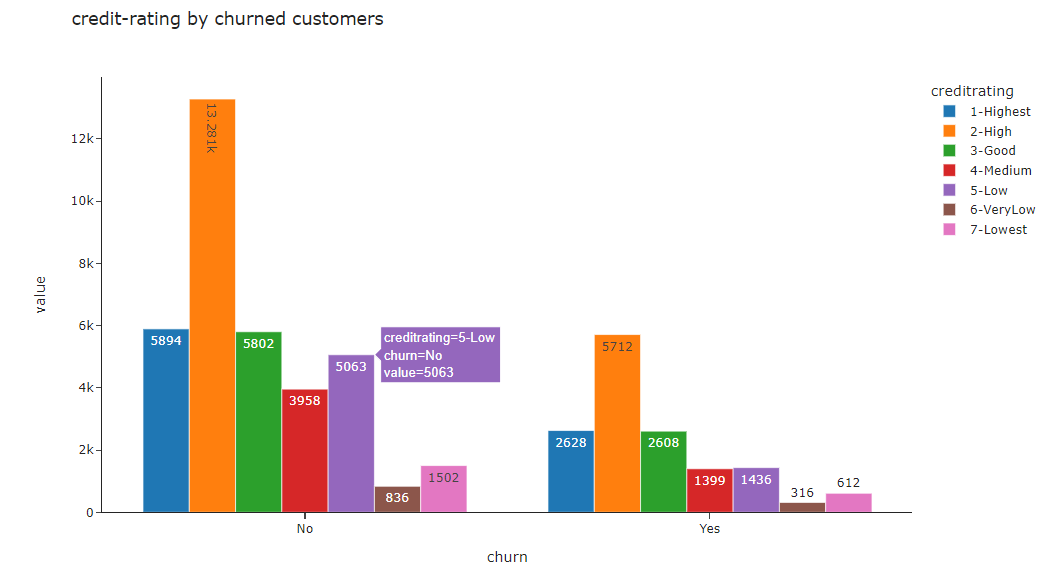 credit-rating by churned customers
creditrating
1-Highest
2-High
3-Good
4-Medium
5-Low
6-VeryLow
7-Lowest
value
12k
10k
8k
6k
4k
2k
0
5894
13.281k
5802
3958
5063
836
1502
creditrating=5-Low
churn=No
value=5063
2628
5712
2608
1399
1436
316
612
No
Yes
churn